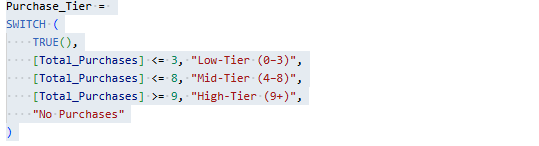 Purchase_Tier =
SWITCH (
    TRUE(),
    [Total_Purchases] <= 3, "Low-Tier (0–3)",
    [Total_Purchases] <= 8, "Mid-Tier (4–8)",
    [Total_Purchases] >= 9, "High-Tier (9+)",
    "No Purchases"
)